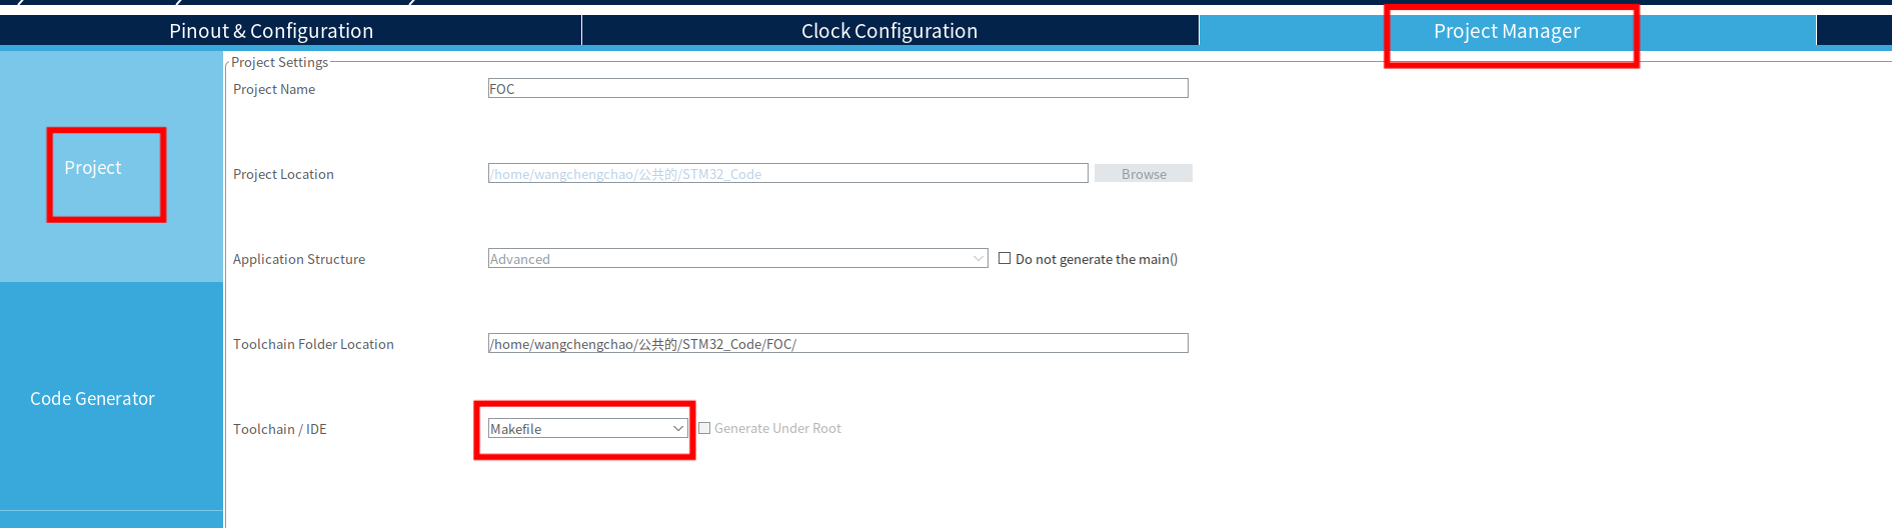 Pinout & Configuration
Clock Configuration
Project Manager
Project
Code Generator
Project Settings
Project Name
FOC
Project Location
/home/wangchengchao/公共的/STM32_Code
Browse
Application Structure
Advanced
Do not generate the main()
Toolchain Folder Location
/home/wangchengchao/公共的/STM32_Code/FOC/
Toolchain / IDE
Makefile
Generate Under Root